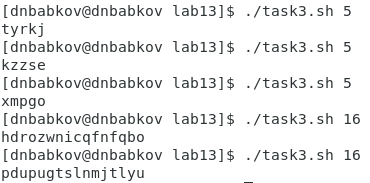 [dnbabkov@dnbabkov lab13]$ ./task3.sh 5
tyrkj
[dnbabkov@dnbabkov lab13]$ ./task3.sh 5
kzzse
[dnbabkov@dnbabkov lab13]$ ./task3.sh 5
xmpgo
[dnbabkov@dnbabkov lab13]$ ./task3.sh 16
hdrozwnicqfnfqbo
[dnbabkov@dnbabkov lab13]$ ./task3.sh 16
pdupugtslnmjtlyu